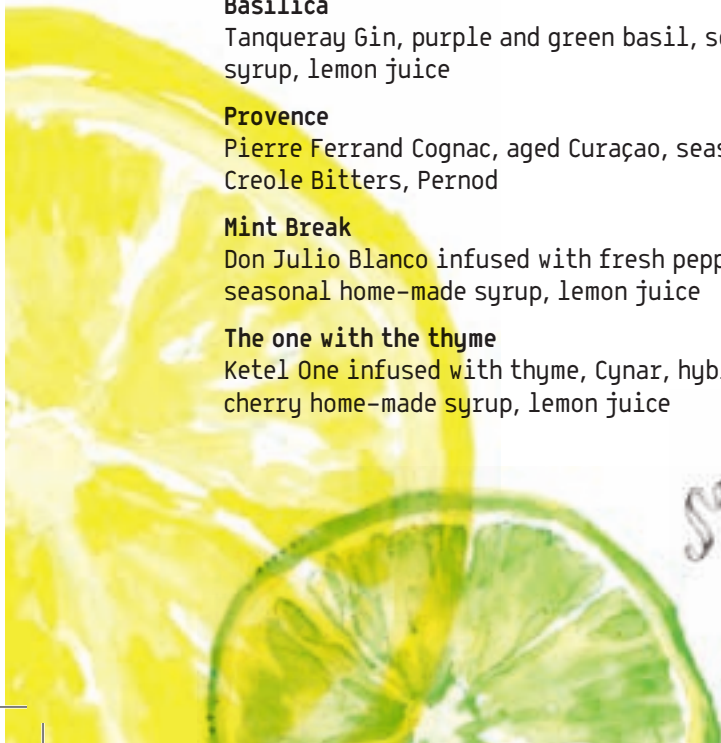 Basilica
Tanqueray Gin, purple and green basil,
syrup, lemon juice
Provence
Pierre Ferrand Cognac, aged Curaçao,
Creole Bitters, Pernod
Mint Break
Don Julio Blanco infused with fresh
seasonal home-made syrup, lemon juice
The one with the thyme
Ketel One infused with thyme, Cynar,
cherry home-made syrup, lemon juice